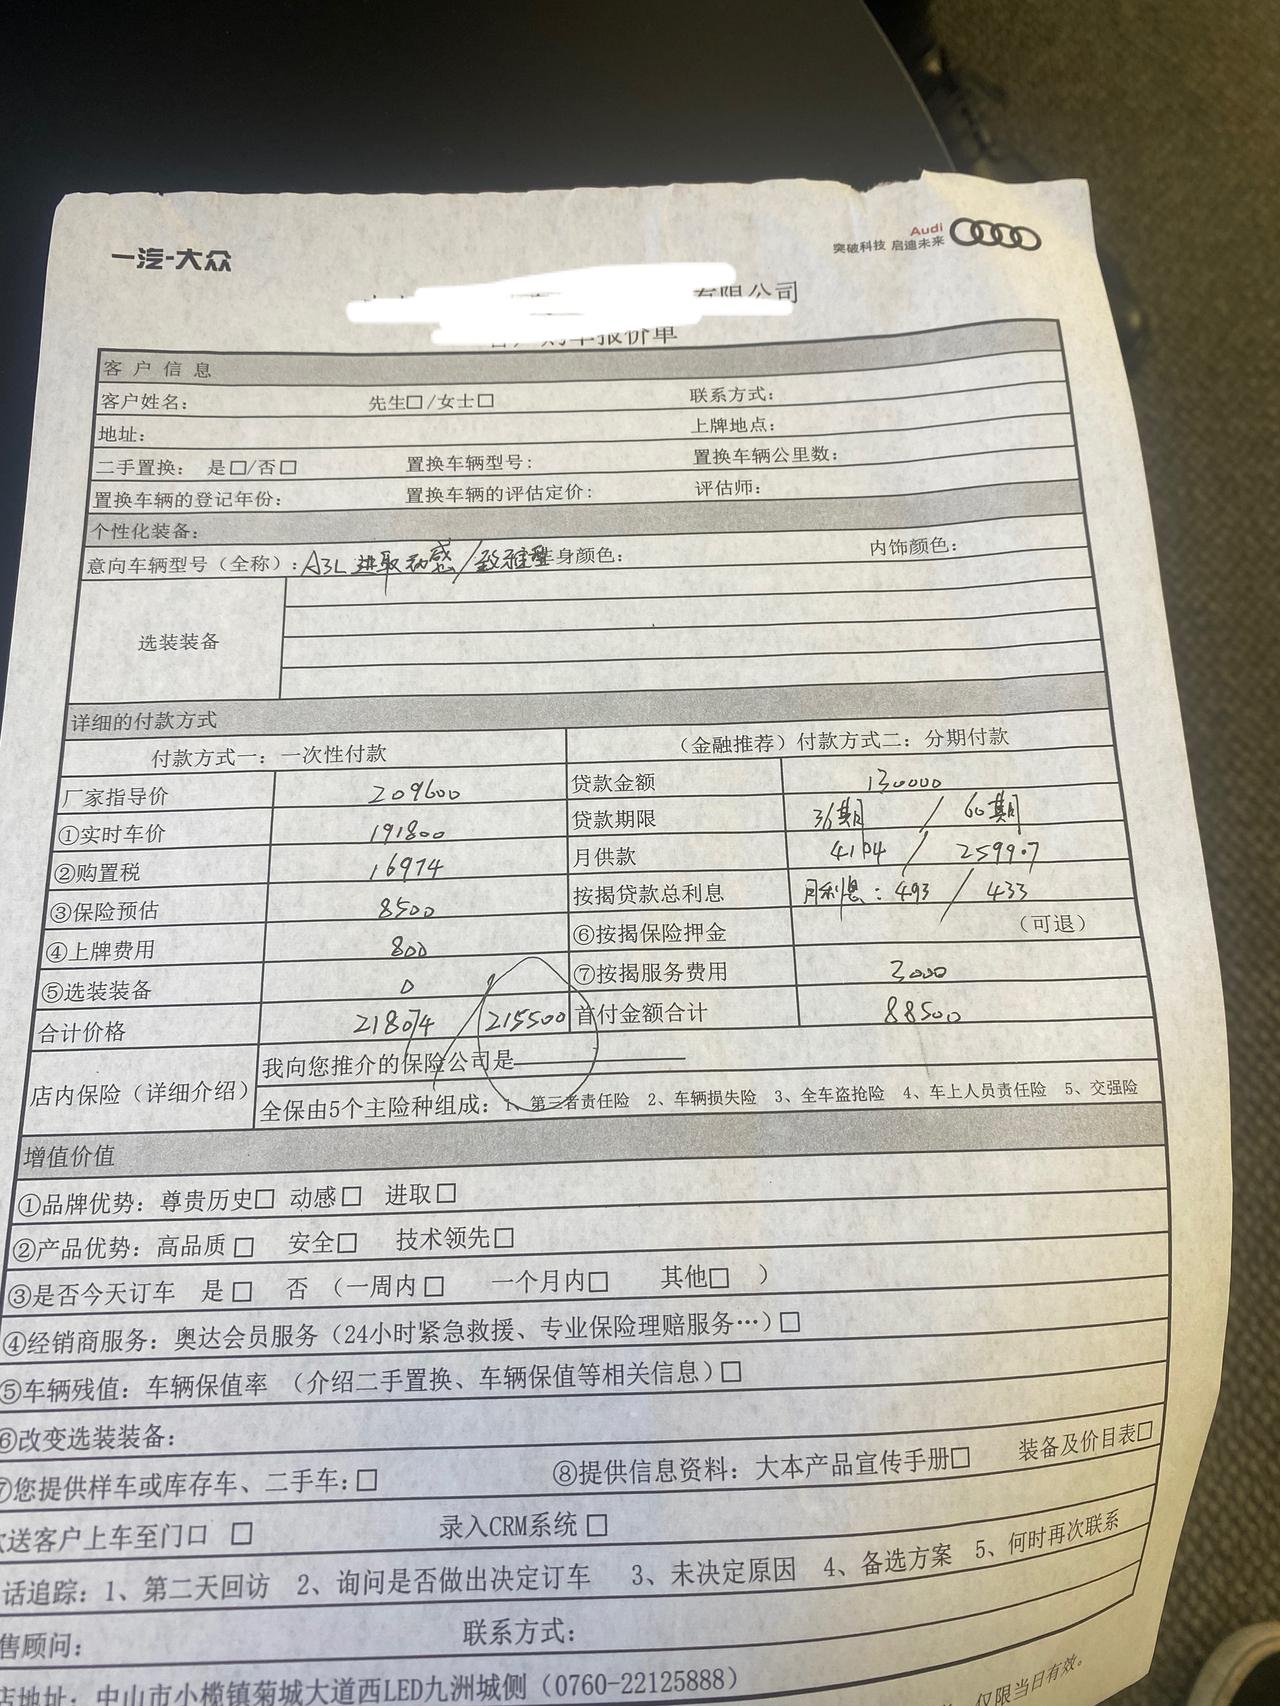 一汽-大众
Audi
突破科技 启迪未来
有限公司
购车报价单
客 户 信 息
客户姓名： 先生□/女士□ 联系方式：
地址： 上牌地点：
二手置换： 是□/否□ 置换车辆型号： 置换车辆公里数：
置换车辆的登记年份： 置换车辆的评估定价： 评估师：
个性化装备：
意向车辆型号（全称）：A3L 进取动感/致雅型 车身颜色： 内饰颜色：
选装装备
详细的付款方式
付款方式一：一次性付款 （金融推荐）付款方式二：分期付款
厂家指导价 209600 贷款金额 130000
①实时车价 191800 贷款期限 36期 / 60期
②购置税 16974 月供款 4104 / 2599.7
③保险预估 8500 按揭贷款总利息 月利息：493 / 433
④上牌费用 800 ⑥按揭保险押金 （可退）
⑤选装装备 0 ⑦按揭服务费用 3000
合计价格 218074 / 215500 首付金额合计 88500
店内保险（详细介绍） 我向您推介的保险公司是
全保由5个主险种组成：1、第三者责任险 2、车辆损失险 3、全车盗抢险 4、车上人员责任险 5、交强险
增值价值
①品牌优势：尊贵历史□ 动感□ 进取□
②产品优势：高品质□ 安全□ 技术领先□
③是否今天订车 是□ 否 （一周内□ 一个月内□ 其他□ ）
④经销商服务：奥达会员服务（24小时紧急救援、专业保险理赔服务…）□
⑤车辆残值：车辆保值率 （介绍二手置换、车辆保值等相关信息）□
⑥改变选装装备：
⑦您提供样车或库存车、二手车：□ ⑧提供信息资料：大本产品宣传手册□ 装备及价目表□
送客户上车至门口 □ 录入CRM系统□
话追踪：1、第二天回访 2、询问是否做出决定订车 3、未决定原因 4、备选方案 5、何时再次联系
售顾问： 联系方式：
店地址：中山市小榄镇菊城大道西LED九洲城侧（0760-22125888）
仅限当日有效。